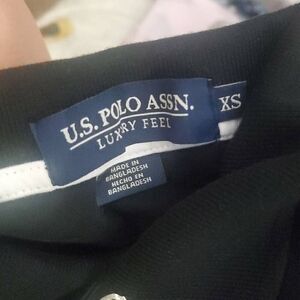 U.S. POLO ASSN.
LUXURY FEEL
XS
MADE IN
BANGLADESH
HECHO EN
BANGLADESH